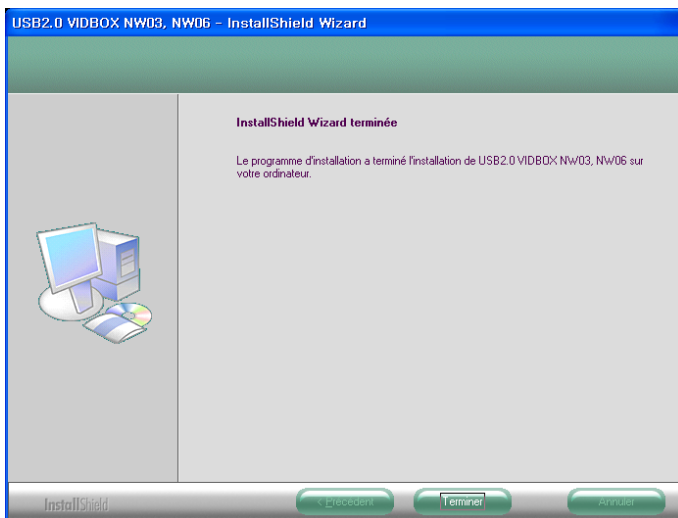 USB2.0 VIDBOX NW03, NW06 - InstallShield Wizard
InstallShield Wizard terminée
Le programme d'installation a terminé l'installation de USB2.0 VIDBOX NW03, NW06 sur
votre ordinateur.
InstallShield
< Précédent
Terminer
Annuler